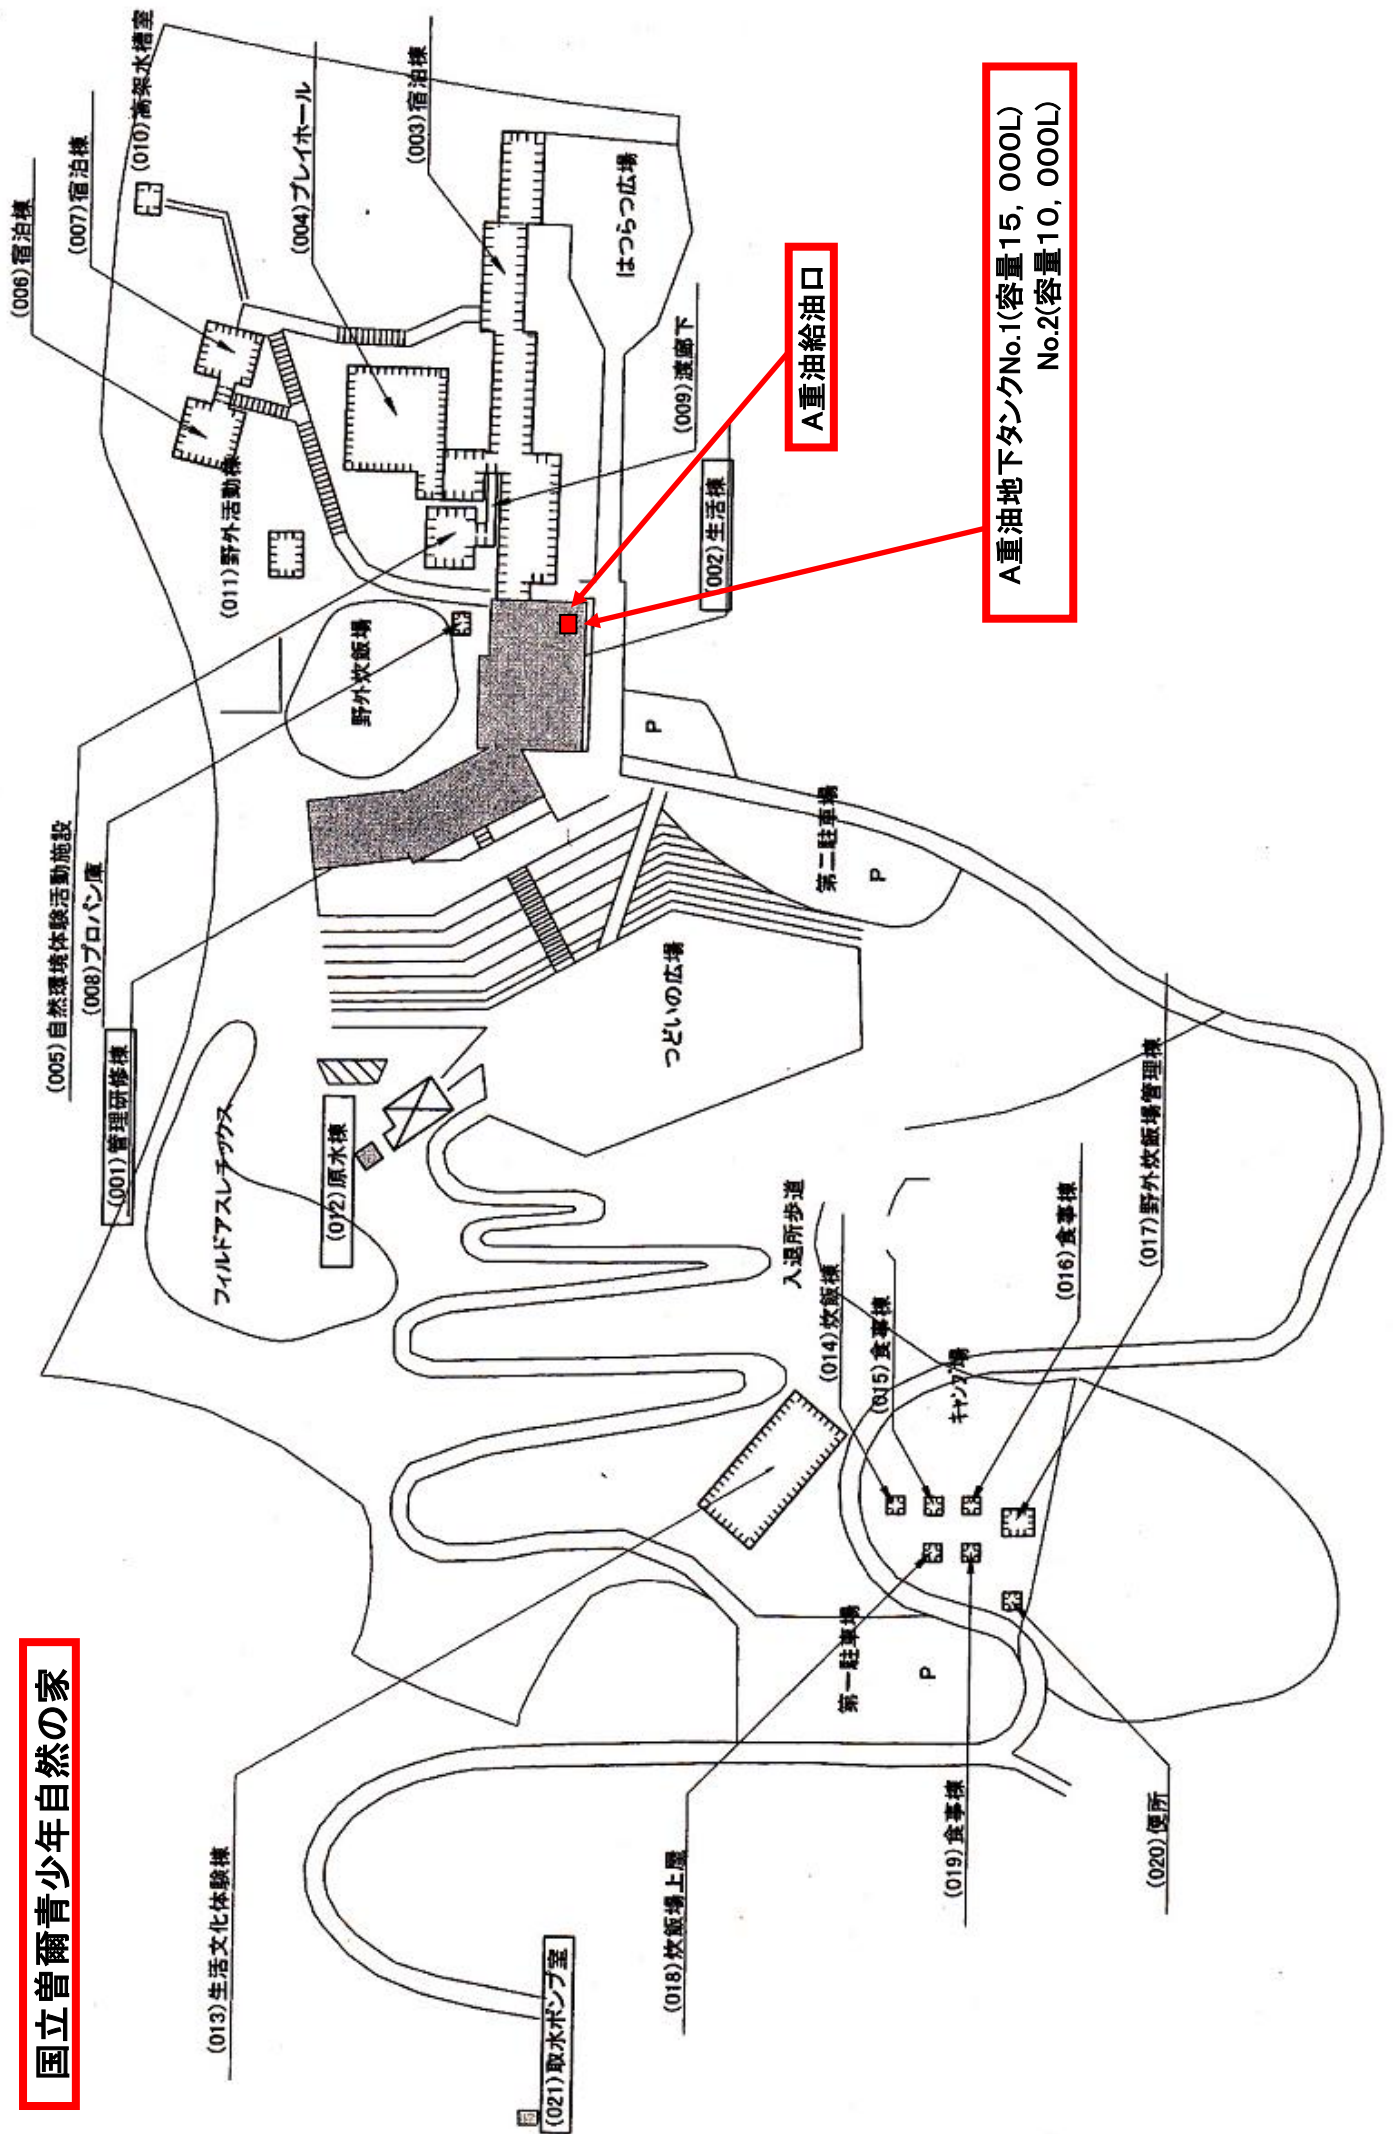 国立曽爾青少年自然の家
(006)宿泊棟
(007)宿泊棟
(010)高架水槽室
(004)プレイホール
(003)宿泊棟
はつらつ広場
(011)野外活動棟
(009)渡廊下
(002)生活棟
A重油給油口
A重油地下タンクNo.1(容量15,000L)
No.2(容量10,000L)
野外炊飯場
P
(005)自然環境体験活動施設
(008)プロパン庫
(001)管理研修棟
第二駐車場
P
つどいの広場
フィルドアスレチックス
(012)原水棟
入退所歩道
(014)炊飯棟
(015)食事棟
キャンプ場
(016)食事棟
(017)野外炊飯場管理棟
第一駐車場
P
(013)生活文化体験棟
(018)炊飯場上屋
(019)食事棟
(020)便所
(021)取水ポンプ室